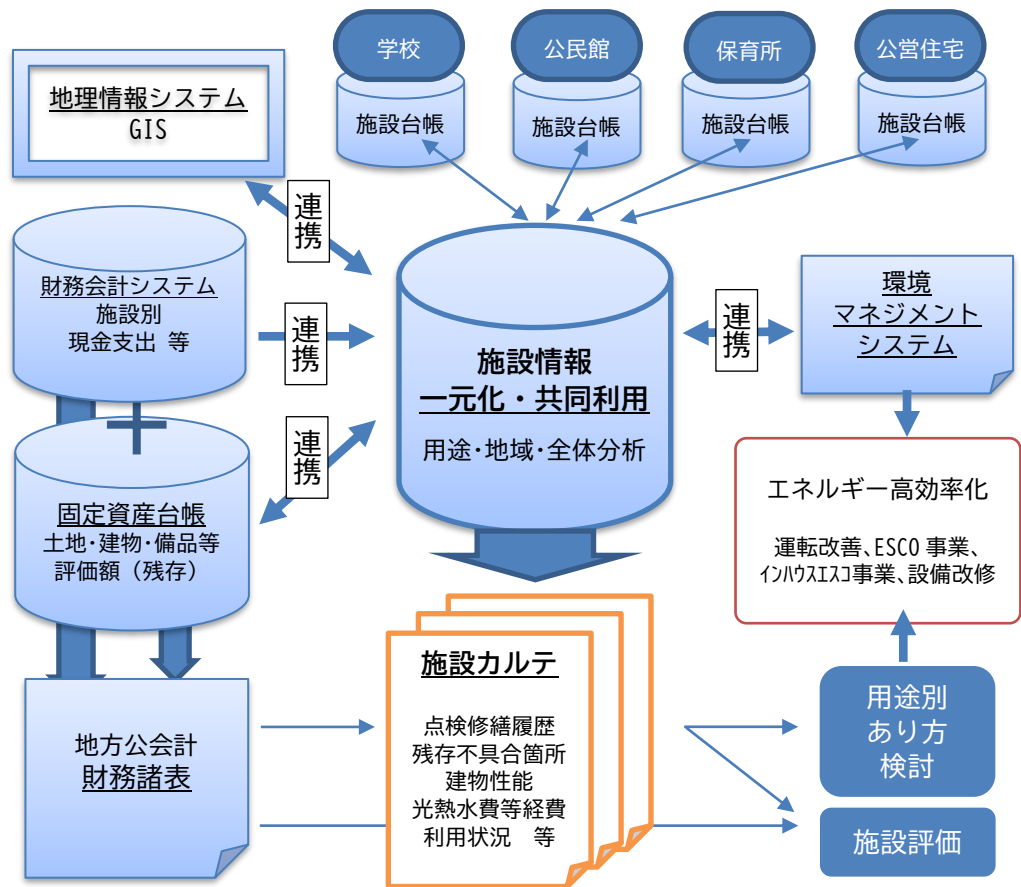 学校
公民館
保育所
公営住宅
施設台帳
施設台帳
施設台帳
施設台帳
地理情報システム
GIS
連携
財務会計システム
施設別
現金支出 等
連携
施設情報
一元化・共同利用
用途・地域・全体分析
連携
環境
マネジメント
システム
連携
固定資産台帳
土地・建物・備品等
評価額（残存）
エネルギー高効率化
運転改善、ESCO 事業、
ｲﾝﾊｳｽｴｽｺ事業、設備改修
施設カルテ
点検修繕履歴
残存不具合箇所
建物性能
光熱水費等経費
利用状況　等
地方公会計
財務諸表
用途別
あり方
検討
施設評価